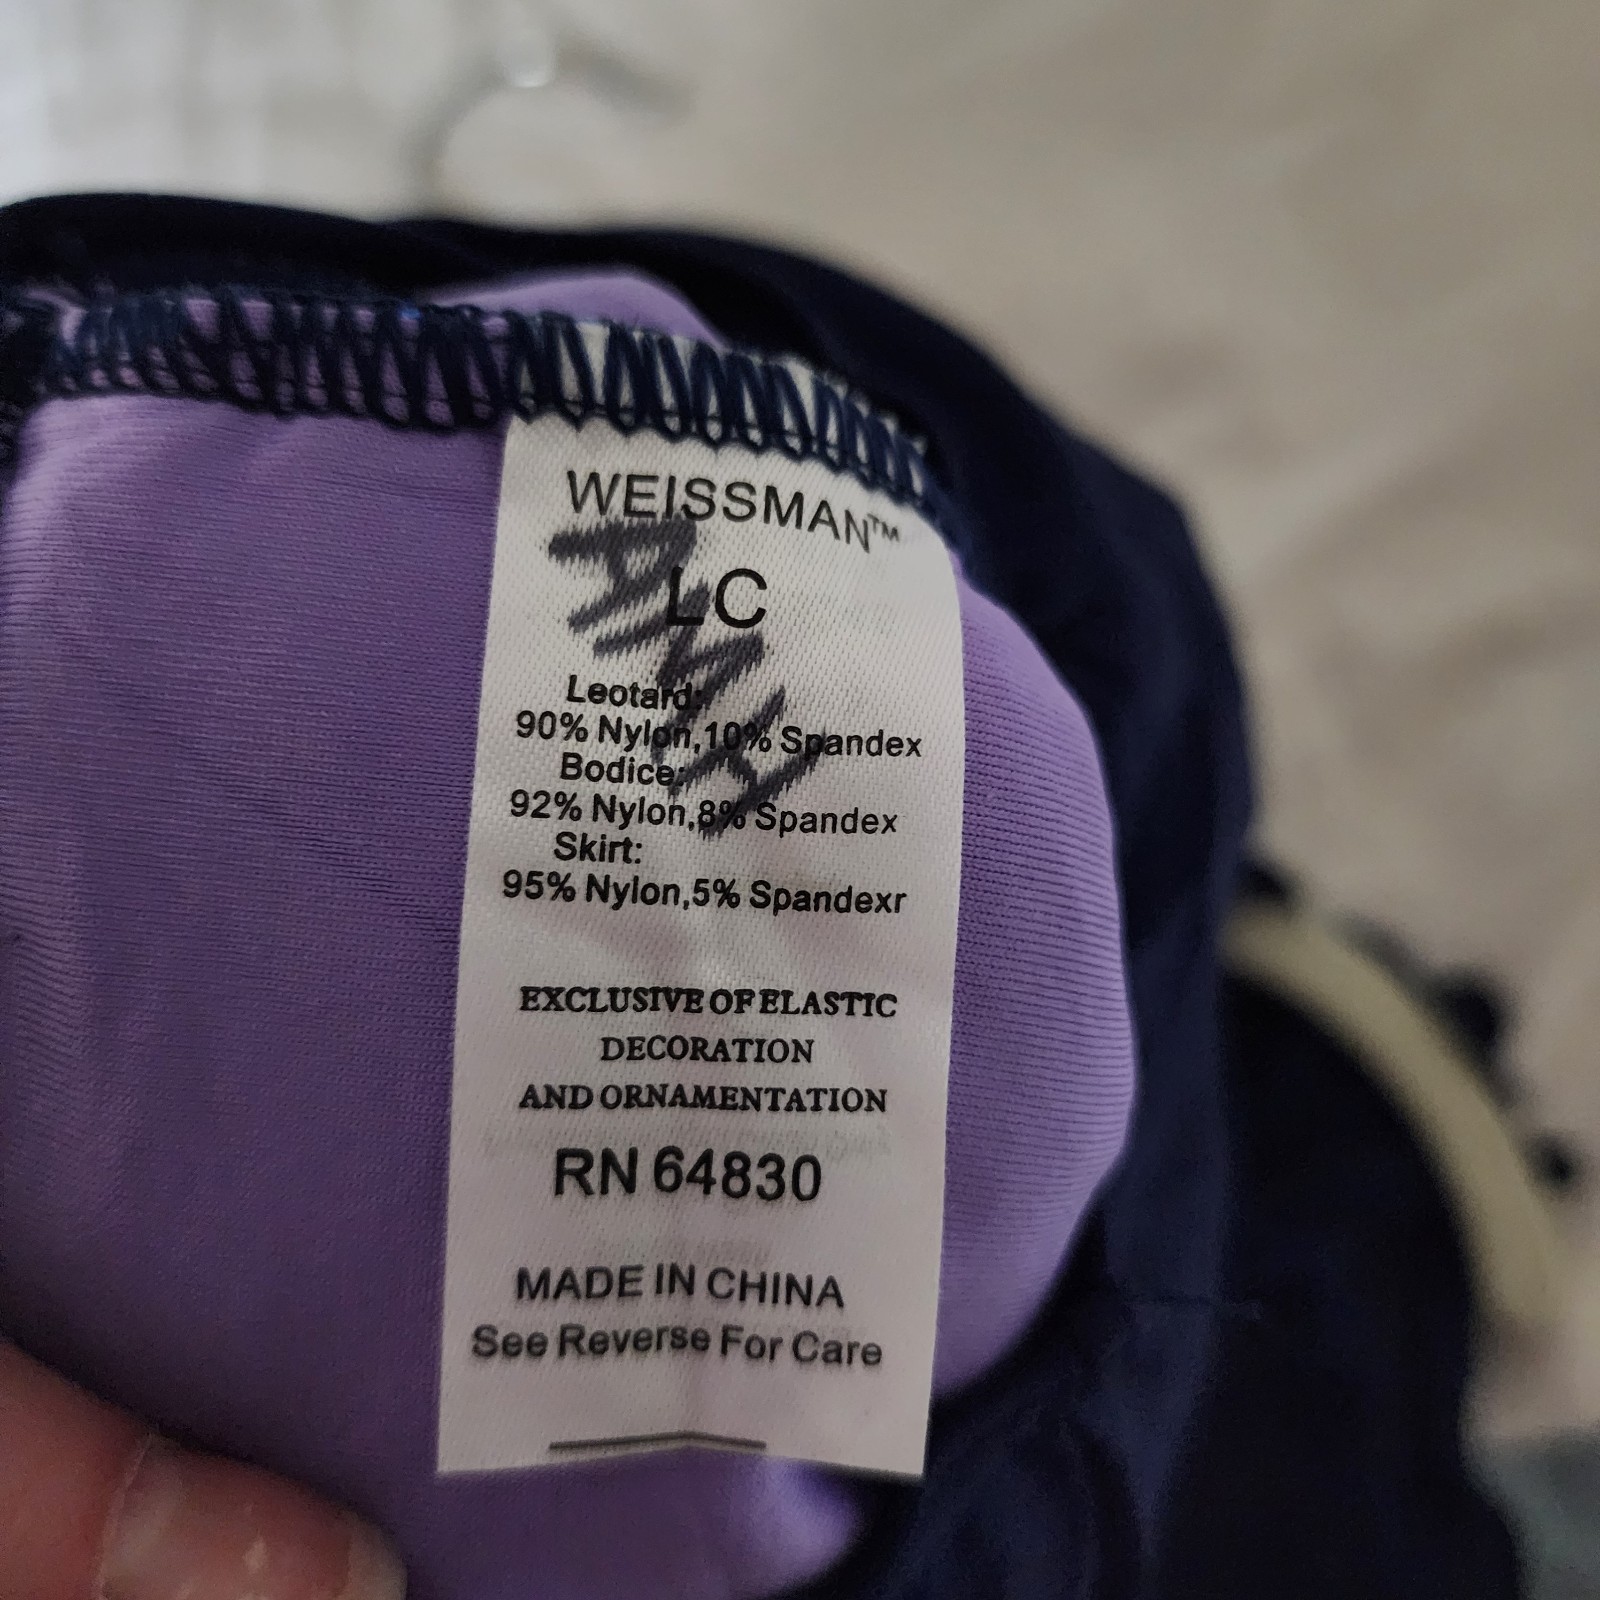 WEISSMAN™
LC
Leotard:
90% Nylon,10% Spandex
Bodice:
92% Nylon,8% Spandex
Skirt:
95% Nylon,5% Spandexr
EXCLUSIVE OF ELASTIC
DECORATION
AND ORNAMENTATION
RN 64830
MADE IN CHINA
See Reverse For Care